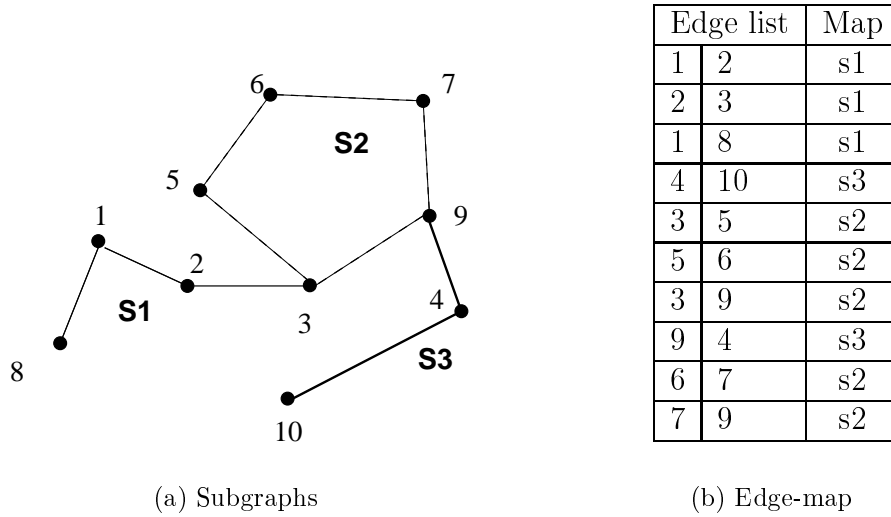 6
7
S2
5
9
1
2
4
S1
3
S3
8
10
(a) Subgraphs
Edge list Map
1 2 s1
2 3 s1
1 8 s1
4 10 s3
3 5 s2
5 6 s2
3 9 s2
9 4 s3
6 7 s2
7 9 s2
(b) Edge-map